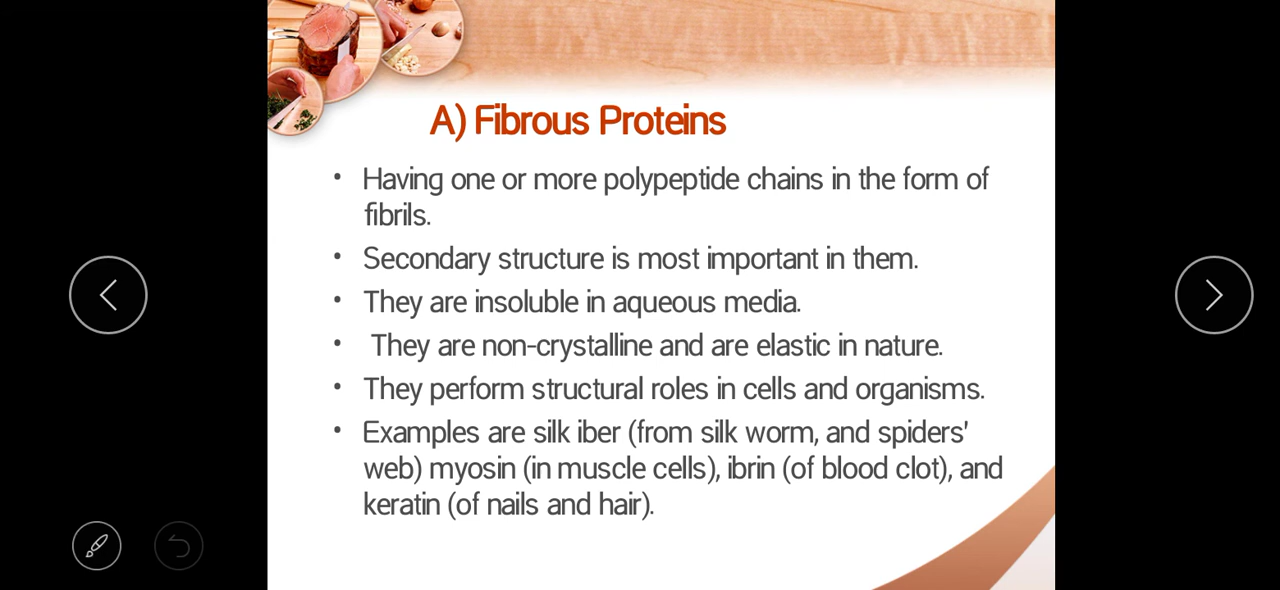 A) Fibrous Proteins
• Having one or more polypeptide chains in the form of
fibrils.
• Secondary structure is most important in them.
• They are insoluble in aqueous media.
• They are non-crystalline and are elastic in nature.
• They perform structural roles in cells and organisms.
• Examples are silk iber (from silk worm, and spiders’
web) myosin (in muscle cells), ibrin (of blood clot), and
keratin (of nails and hair).